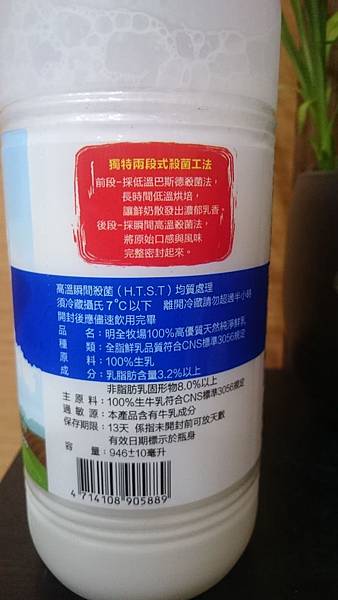 獨特兩段式殺菌工法
前段-採低溫巴斯德殺菌法,
長時間低溫烘培,
讓鮮奶散發出濃郁乳香。
後段-採瞬間高溫殺菌法,
將原始口感與風味
完整密封起來。
高溫瞬間殺菌(H.T.S.T)均質處理
須冷藏攝氏7°C以下 離開冷藏請勿超過半小時
開封後應儘速飲用完畢
品名:明全牧場100%高優質天然純淨鮮乳
種類:全脂鮮乳品質符合CNS標準3056規定
原料:100%生乳
成分:乳脂肪含量3.2%以上
非脂肪乳固形物8.0%以上
主原料:100%生牛乳符合CNS標準3056規定
過敏源:本產品含有牛乳成分
保存期限:13天 係指未開封前可放天數
有效日期標示於瓶身
容量:946±10毫升
4714108905889